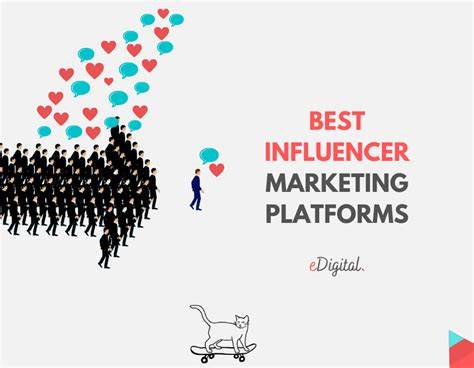 BEST
INFLUENCER
MARKETING
PLATFORMS
eDigital.